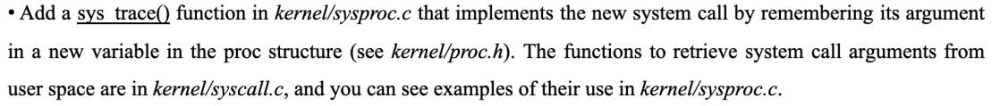 • Add a sys_trace() function in kernel/sysproc.c that implements the new system call by remembering its argument
in a new variable in the proc structure (see kernel/proc.h). The functions to retrieve system call arguments from
user space are in kernel/syscall.c, and you can see examples of their use in kernel/sysproc.c.